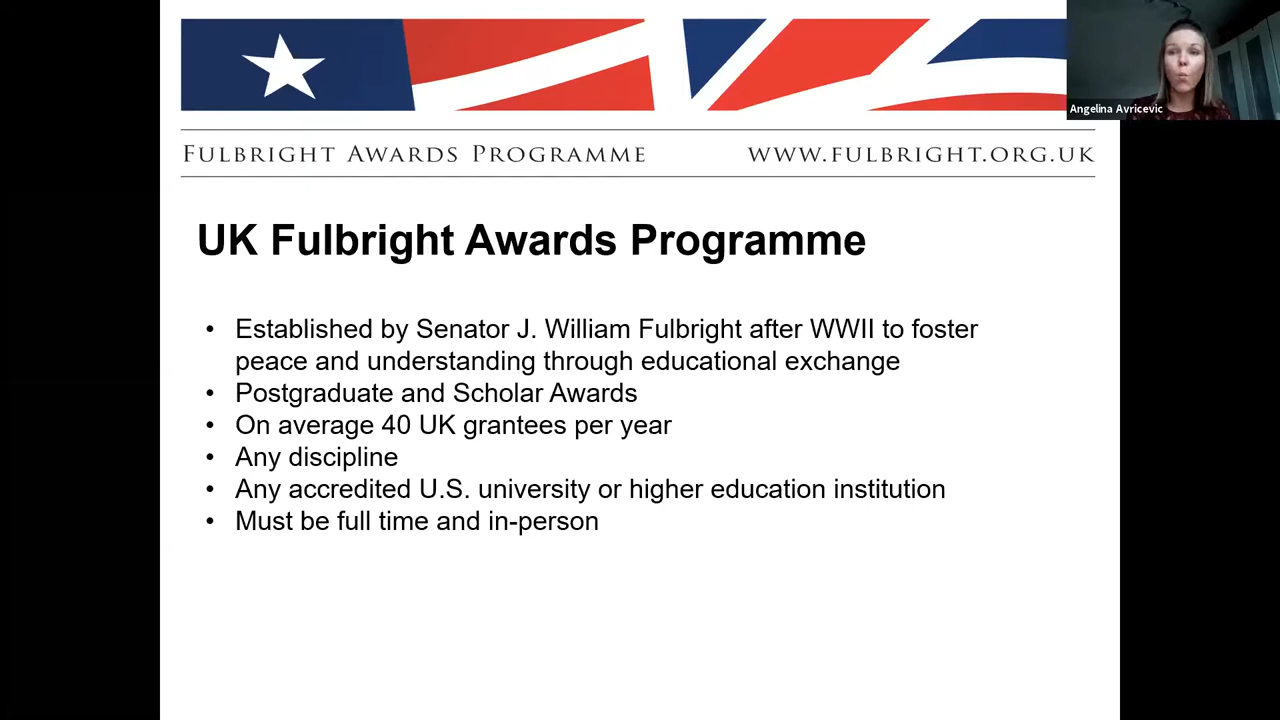 Angelina Avricevic
FULBRIGHT AWARDS PROGRAMME
WWW.FULBRIGHT.ORG.UK
UK Fulbright Awards Programme
• Established by Senator J. William Fulbright after WWII to foster
peace and understanding through educational exchange
• Postgraduate and Scholar Awards
• On average 40 UK grantees per year
• Any discipline
• Any accredited U.S. university or higher education institution
• Must be full time and in-person